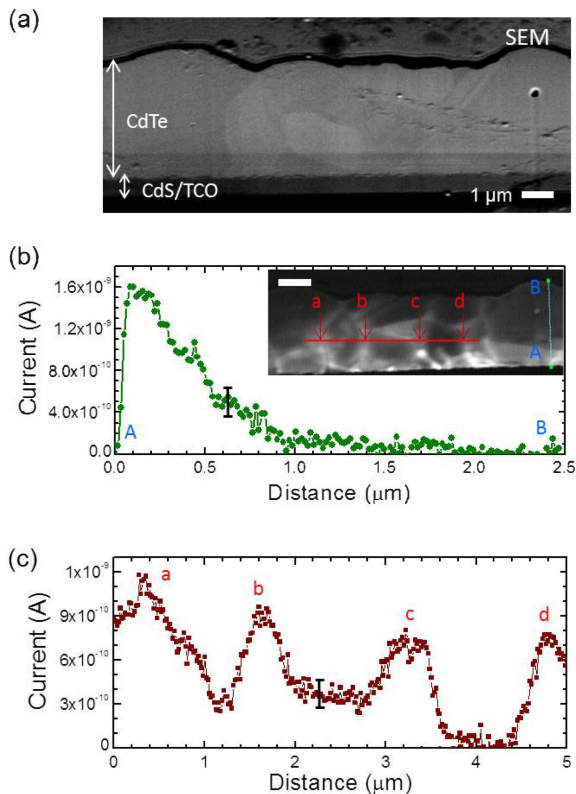 (a)
SEM
CdTe
CdS/TCO
1 μm
(b)
1.6x10⁻⁹
1.2x10⁻⁹
8.0x10⁻¹⁰
4.0x10⁻¹⁰
0.0
Current (A)
a b c d
B
A
A
B
0.0 0.5 1.0 1.5 2.0 2.5
Distance (μm)
(c)
1x10⁻⁹
9x10⁻¹⁰
6x10⁻¹⁰
3x10⁻¹⁰
0
Current (A)
a b c d
0 1 2 3 4 5
Distance (μm)